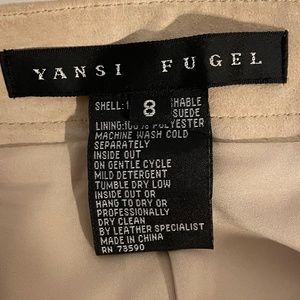 YANSI FUGEL
SHELL: 8 HABLE
SUEDE
LINING:100% POLYESTER
MACHINE WASH COLD
SEPARATELY
INSIDE OUT
ON GENTLE CYCLE
MILD DETERGENT
TUMBLE DRY LOW
INSIDE OUT OR
HANG TO DRY OR
PROFESSIONALLY
DRY CLEAN
BY LEATHER SPECIALIST
MADE IN CHINA
RN 73590